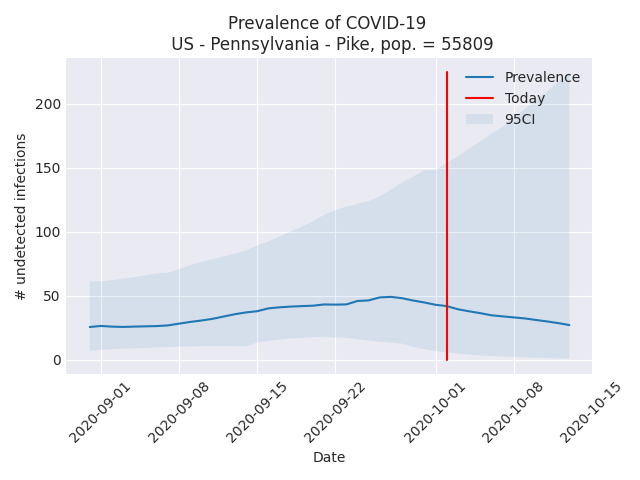 Prevalence of COVID-19
US - Pennsylvania - Pike, pop. = 55809
Prevalence
Today
95CI
200
150
100
50
0
# undetected infections
2020-09-01
2020-09-08
2020-09-15
2020-09-22
2020-10-01
2020-10-08
2020-10-15
Date